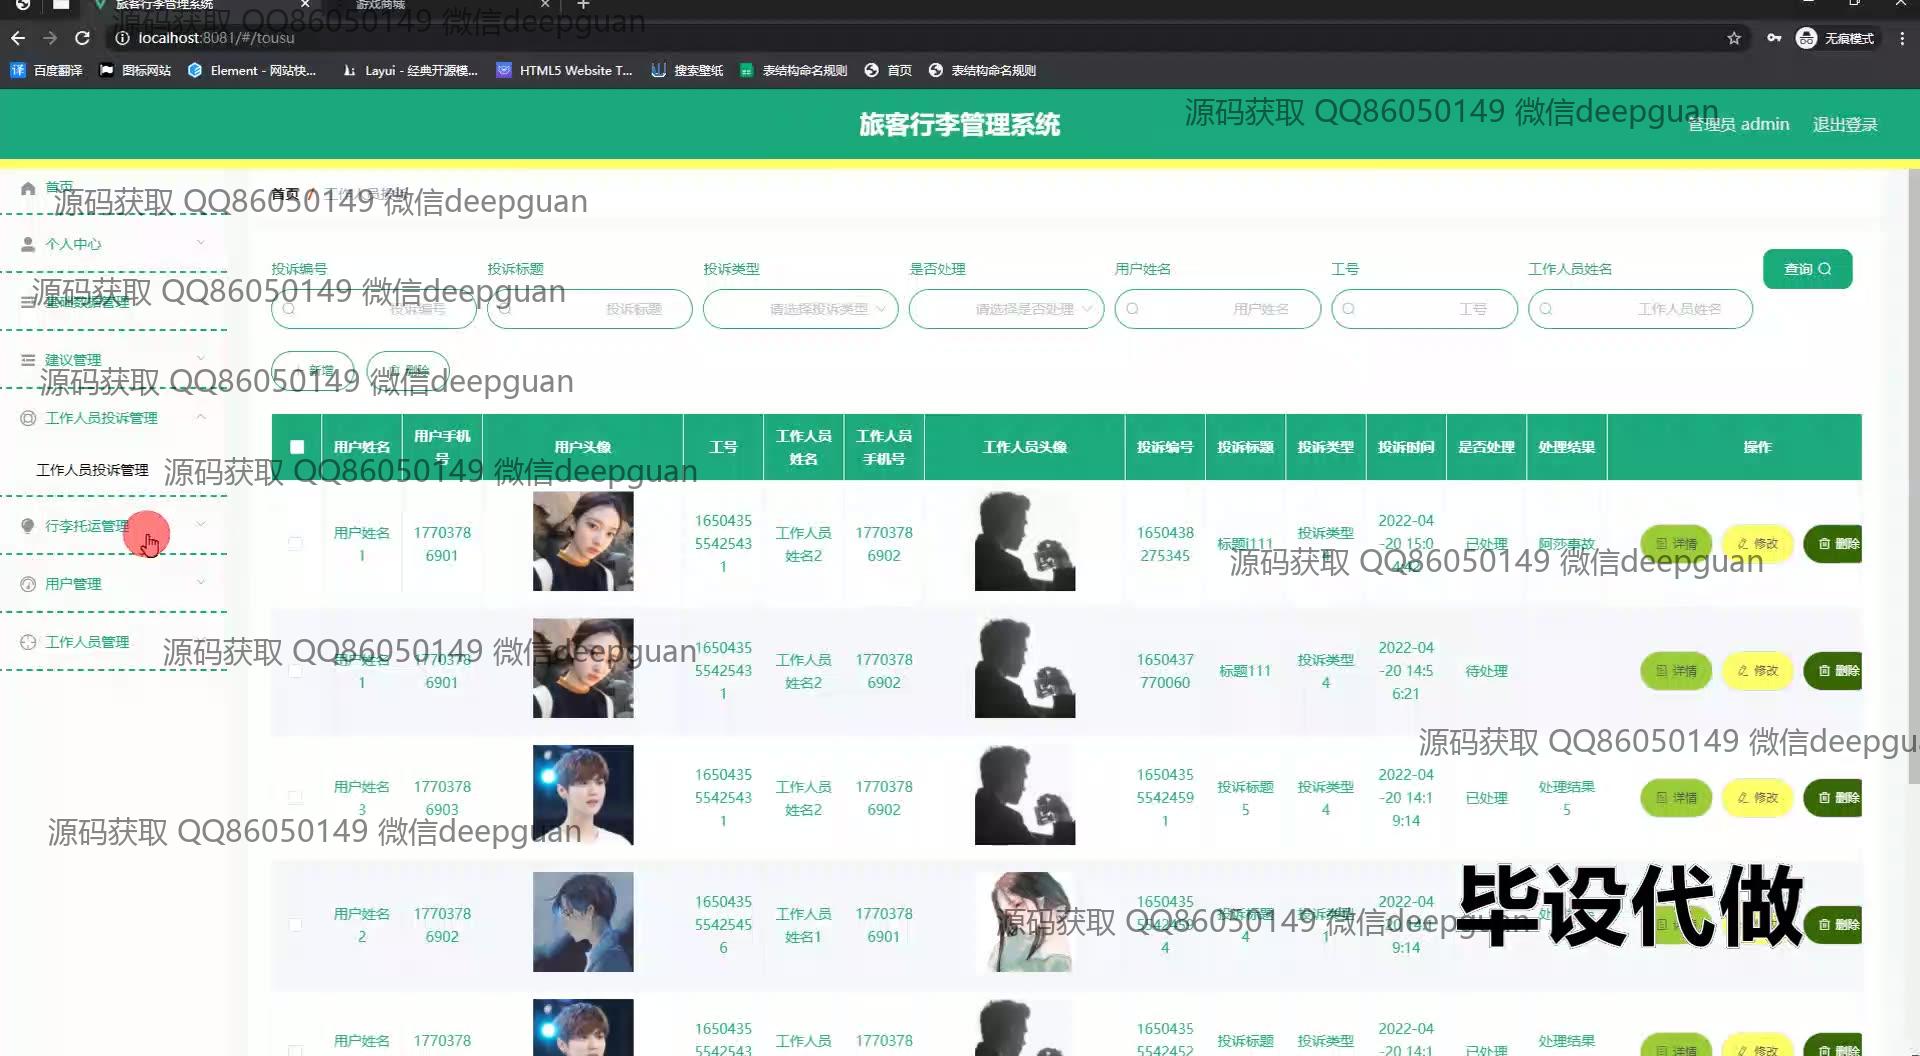 旅客行李管理系统
游戏商城
源码获取 QQ86050149 微信deepguan
localhost:8081/#/tousu
无痕模式
百度翻译
图标网站
Element - 网站快...
Layui - 经典开源模...
HTML5 Website T...
搜索壁纸
表结构命名规则
首页
表结构命名规则
旅客行李管理系统
源码获取 QQ86050149 微信deepguan
管理员 admin
退出登录
首页
源码获取 QQ86050149 微信deepguan
首页 /
个人中心
源码获取 QQ86050149 微信deepguan
基础数据管理
建议管理
源码获取 QQ86050149 微信deepguan
工作人员投诉管理
工作人员投诉管理
源码获取 QQ86050149 微信deepguan
行李托运管理
用户管理
工作人员管理
源码获取 QQ86050149 微信deepguan
源码获取 QQ86050149 微信deepguan
投诉编号 投诉标题 投诉类型 是否处理 用户姓名 工号 工作人员姓名
查询
投诉编号 投诉标题 请选择投诉类型 请选择是否处理 用户姓名 工号 工作人员姓名
新增 删除
用户姓名 用户手机号 用户头像 工号 工作人员姓名 工作人员手机号 工作人员头像 投诉编号 投诉标题 投诉类型 投诉时间 是否处理 处理结果 操作
用户姓名1 17703786901 165043555425431 工作人员姓名2 17703786902 1650438275345 标题i111 投诉类型 2022-04-20 15:04:42 已处理 阿莎事故 详情 修改 删除
源码获取 QQ86050149 微信deepguan
用户姓名1 17703786901 165043555425431 工作人员姓名2 17703786902 1650437770060 标题111 投诉类型4 2022-04-20 14:56:21 待处理 详情 修改 删除
源码获取 QQ86050149 微信deepgu
用户姓名3 17703786903 165043555425431 工作人员姓名2 17703786902 165043555424591 投诉标题5 投诉类型4 2022-04-20 14:19:14 已处理 处理结果5 详情 修改 删除
毕设代做
用户姓名2 17703786902 165043555425456 工作人员姓名1 17703786901 165043555424594 投诉标题4 投诉类型1 2022-04-20 14:19:14 删除
源码获取 QQ86050149 微信deepguan
用户姓名 1770378 1650435554543 工作人员 1770378 16504355542452 投诉标题 投诉类型 2022-04-20 14:1 已处理 处理结果 详情 修改 删除